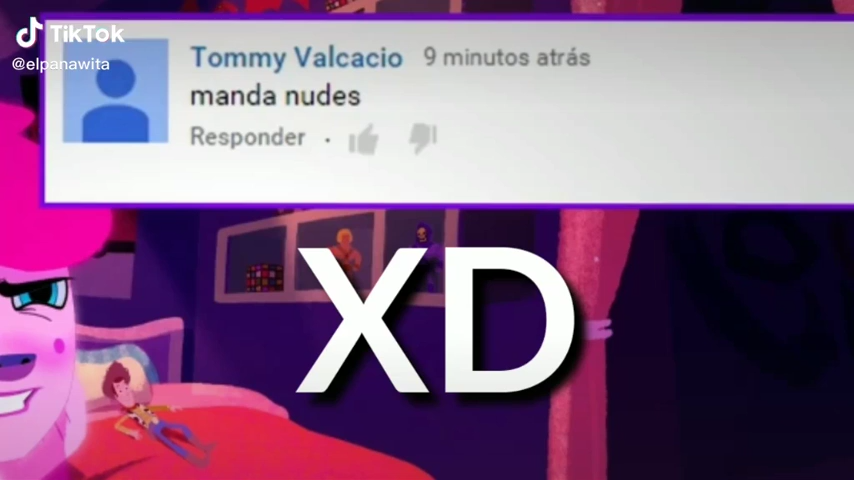 TikTok
@elpanawita
Tommy Valcacio 9 minutos atrás
manda nudes
Responder ·
XD